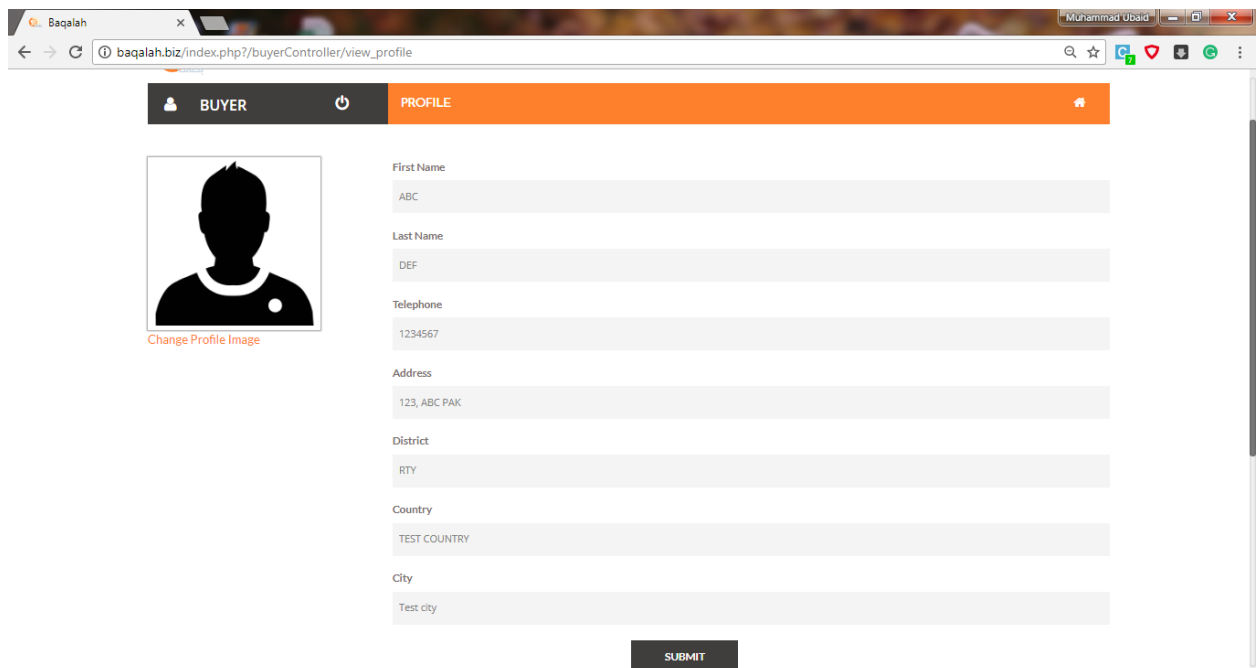 Baqalah
Muhammad Ubaid
baqalah.biz/index.php?/buyerController/view_profile
7
BUYER
PROFILE
First Name
ABC
Last Name
DEF
Telephone
1234567
Change Profile Image
Address
123, ABC PAK
District
RTY
Country
TEST COUNTRY
City
Test city
SUBMIT